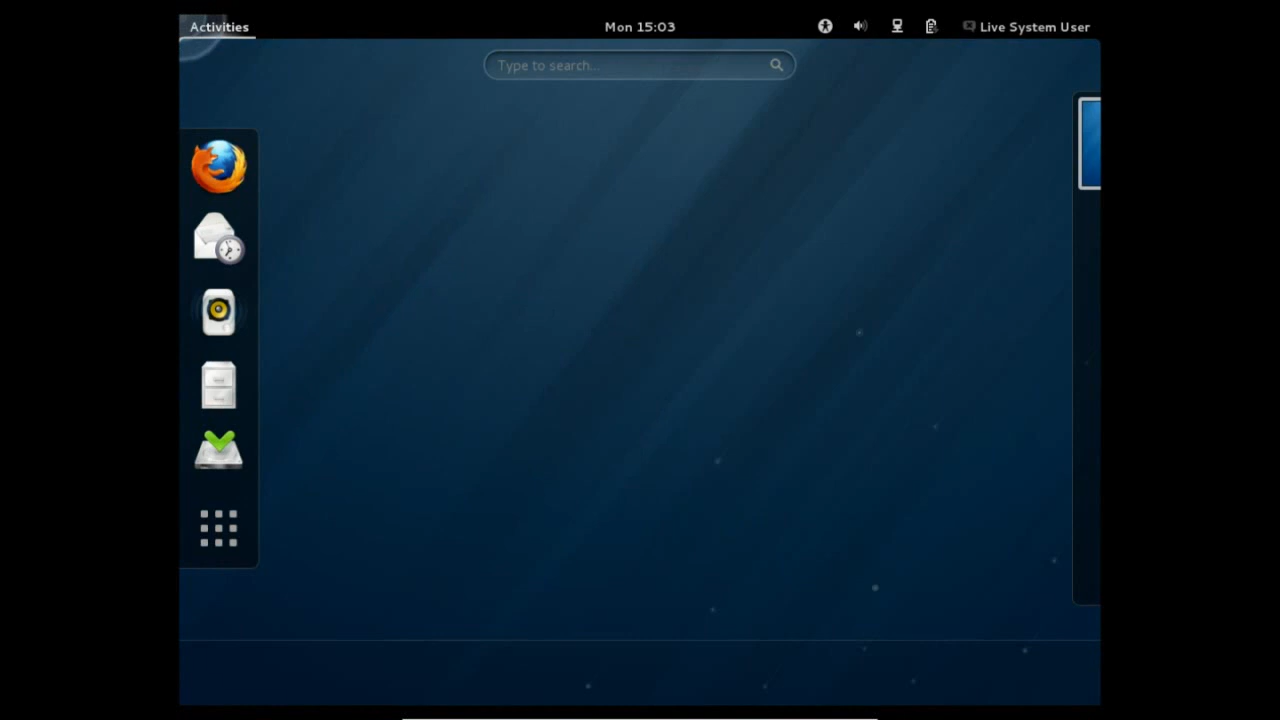 Activities
Mon 15:03
Live System User
Type to search...